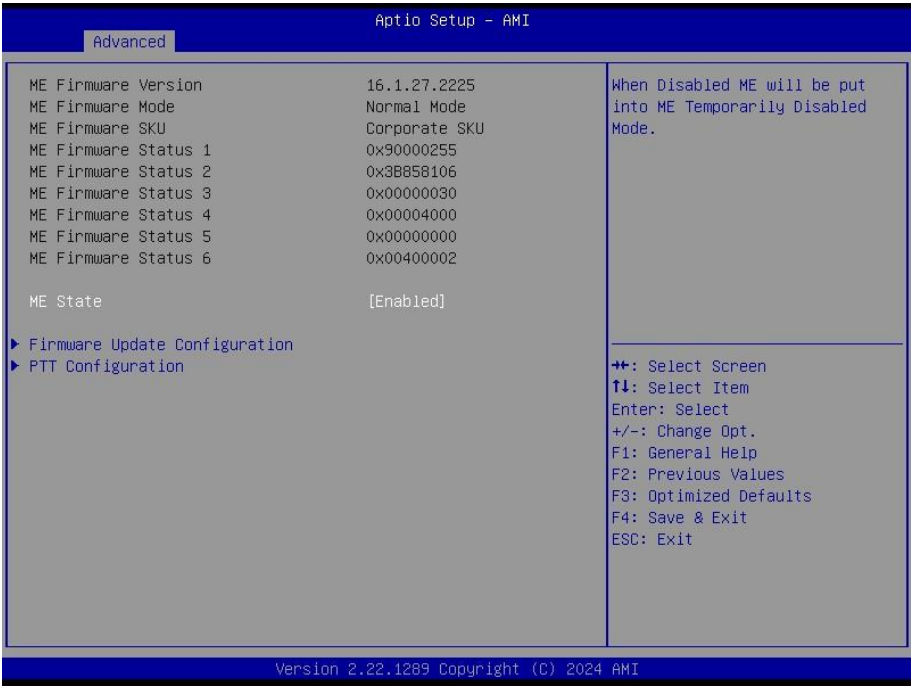 Aptio Setup - AMI
Advanced
ME Firmware Version 16.1.27.2225
ME Firmware Mode Normal Mode
ME Firmware SKU Corporate SKU
ME Firmware Status 1 0x90000255
ME Firmware Status 2 0x3B858106
ME Firmware Status 3 0x00000030
ME Firmware Status 4 0x00004000
ME Firmware Status 5 0x00000000
ME Firmware Status 6 0x00400002
ME State [Enabled]
Firmware Update Configuration
PTT Configuration
When Disabled ME will be put
into ME Temporarily Disabled
Mode.
→←: Select Screen
↑↓: Select Item
Enter: Select
+/-: Change Opt.
F1: General Help
F2: Previous Values
F3: Optimized Defaults
F4: Save & Exit
ESC: Exit
Version 2.22.1289 Copyright (C) 2024 AMI